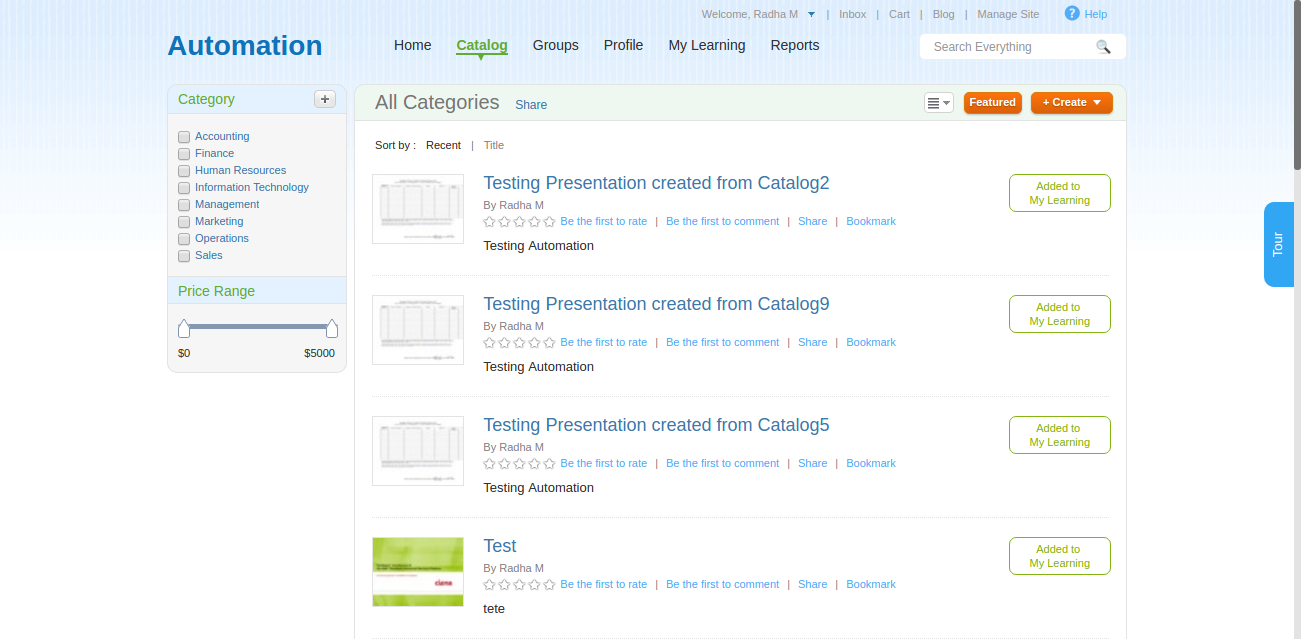 Welcome, Radha M | Inbox | Cart | Blog | Manage Site ? Help
Automation
Home Catalog Groups Profile My Learning Reports
Search Everything
Category +
Accounting
Finance
Human Resources
Information Technology
Management
Marketing
Operations
Sales
Price Range
$0 $5000
All Categories Share
Featured + Create
Sort by : Recent | Title
Testing Presentation created from Catalog2
By Radha M
Be the first to rate | Be the first to comment | Share | Bookmark
Testing Automation
Added to
My Learning
Testing Presentation created from Catalog9
By Radha M
Be the first to rate | Be the first to comment | Share | Bookmark
Testing Automation
Added to
My Learning
Testing Presentation created from Catalog5
By Radha M
Be the first to rate | Be the first to comment | Share | Bookmark
Testing Automation
Added to
My Learning
Test
By Radha M
Be the first to rate | Be the first to comment | Share | Bookmark
tete
Added to
My Learning
Tour